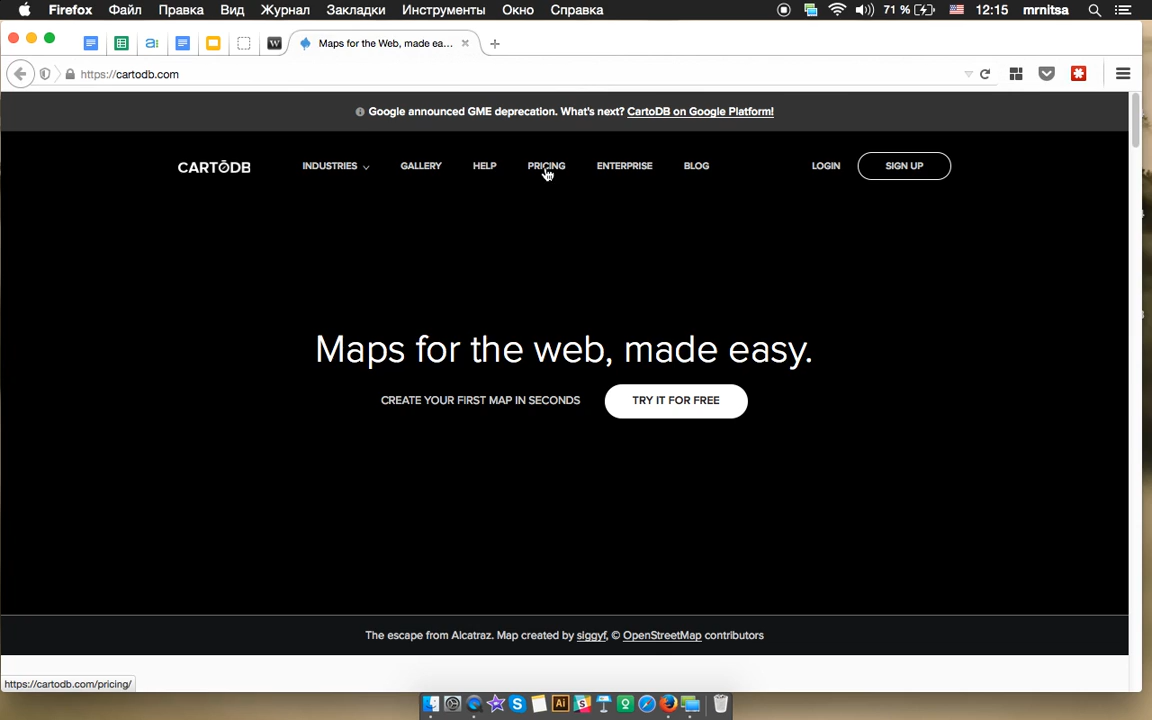 Firefox Файл Правка Вид Журнал Закладки Инструменты Окно Справка 71 % 12:15 mrnitsa
Maps for the Web, made ea...
https://cartodb.com
Google announced GME deprecation. What's next? CartoDB on Google Platform!
CARTODB INDUSTRIES GALLERY HELP PRICING ENTERPRISE BLOG LOGIN SIGN UP
Maps for the web, made easy.
CREATE YOUR FIRST MAP IN SECONDS TRY IT FOR FREE
The escape from Alcatraz. Map created by siggyf, © OpenStreetMap contributors
https://cartodb.com/pricing/